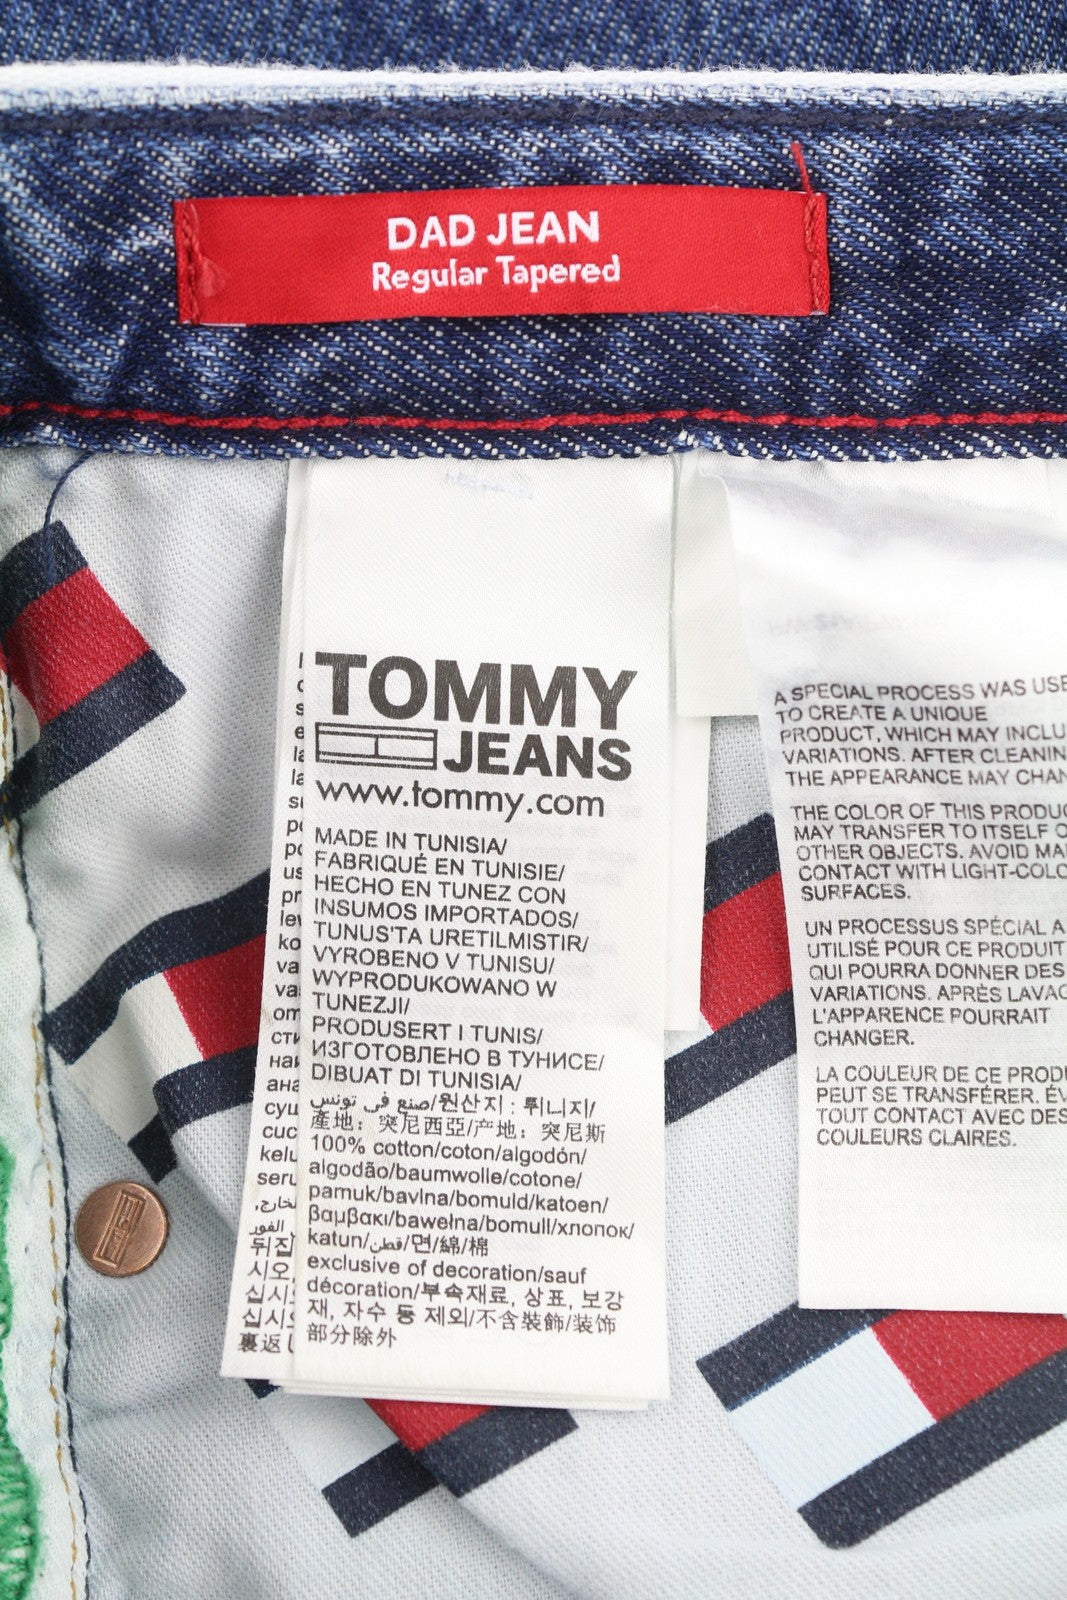 DAD JEAN
Regular Tapered
TOMMY
JEANS
www.tommy.com
MADE IN TUNISIA/
FABRIQUÉ EN TUNISIE/
HECHO EN TUNEZ CON
INSUMOS IMPORTADOS/
TUNUS'TA URETILMISTIR/
VYROBENO V TUNISU/
WYPRODUKOWANO W
TUNEZJI/
PRODUSERT I TUNIS/
ИЗГОТОВЛЕНО В ТУНИСЕ/
DIBUAT DI TUNISIA/
صنع في تونس/원산지 : 튀니지/
產地：突尼西亞/产地：突尼斯
100% cotton/coton/algodón/
algodão/baumwolle/cotone/
pamuk/bavlna/bomuld/katoen/
βαμβακι/bawełna/bomull/хлопок/
katun/قطن/면/綿/棉
exclusive of decoration/sauf
décoration/부속재료, 상표, 보강
재, 자수 등 제외/不含裝飾/装饰
部分除外
A SPECIAL PROCESS WAS USE
TO CREATE A UNIQUE
PRODUCT, WHICH MAY INCLU
VARIATIONS. AFTER CLEANIN
THE APPEARANCE MAY CHAN
THE COLOR OF THIS PRODUC
MAY TRANSFER TO ITSELF O
OTHER OBJECTS. AVOID MA
CONTACT WITH LIGHT-COLO
SURFACES.
UN PROCESSUS SPÉCIAL A
UTILISÉ POUR CE PRODUIT
QUI POURRA DONNER DES
VARIATIONS. APRÈS LAVAG
L'APPARENCE POURRAIT
CHANGER.
LA COULEUR DE CE PRODU
PEUT SE TRANSFÉRER. ÉV
TOUT CONTACT AVEC DES
COULEURS CLAIRES.